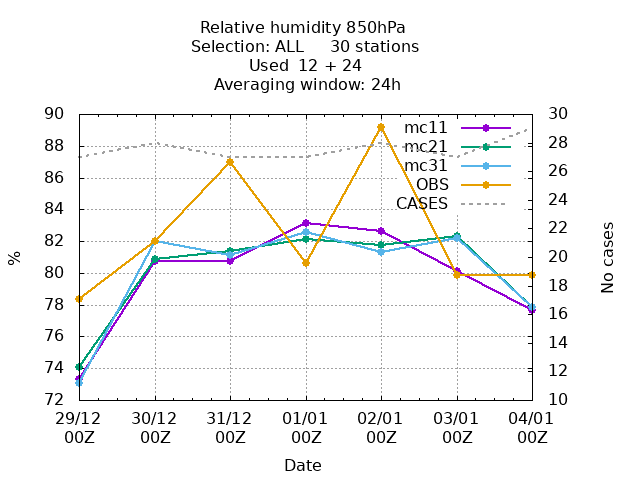 Relative humidity 850hPa
Selection: ALL 30 stations
Used 12 + 24
Averaging window: 24h
90
88
86
84
82
80
78
76
74
72
%
30
28
26
24
22
20
18
16
14
12
10
No cases
mc11
mc21
mc31
OBS
CASES
29/12 30/12 31/12 01/01 02/01 03/01 04/01
00Z 00Z 00Z 00Z 00Z 00Z 00Z
Date